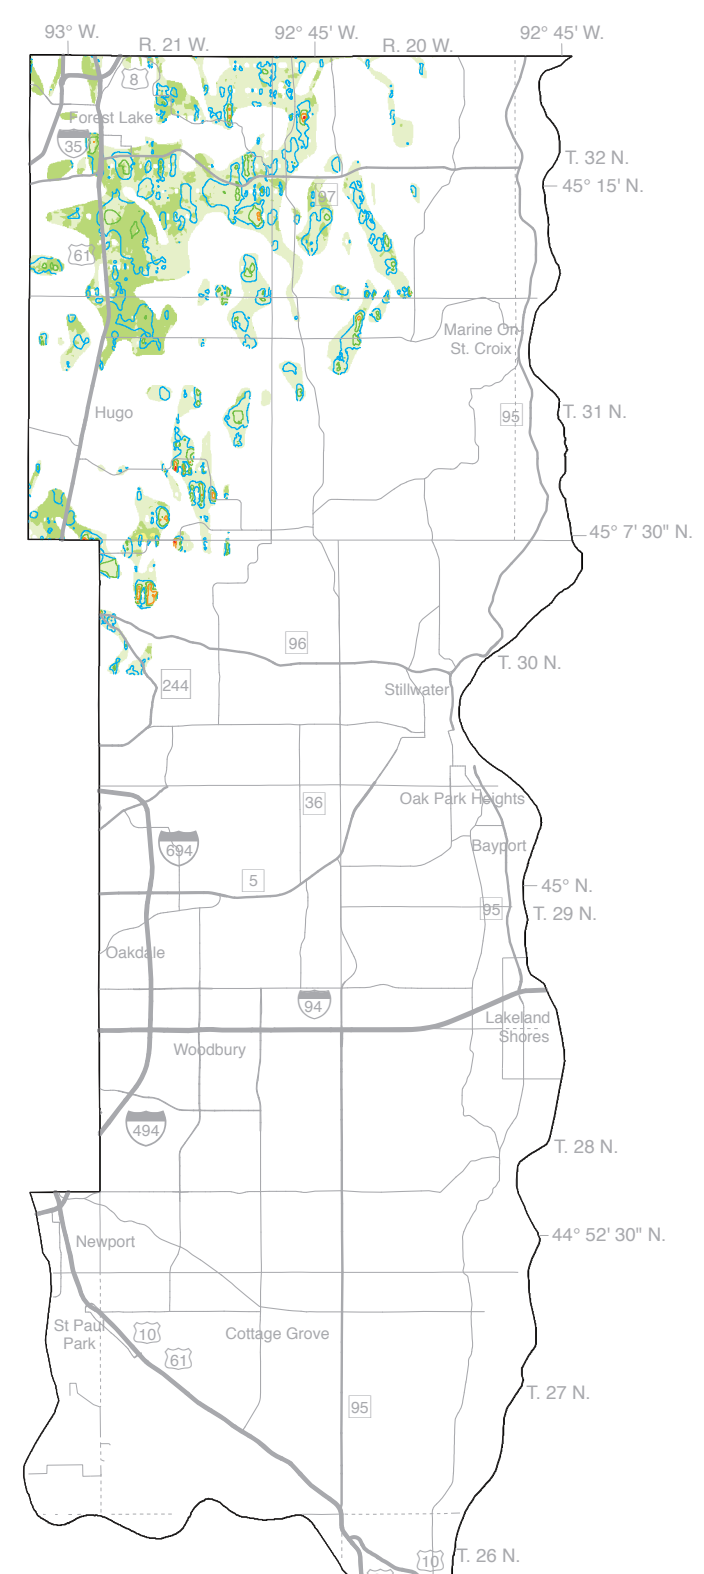 93° W.
92° 45' W.
92° 45' W.
R. 21 W.
R. 20 W.
8
Forest Lake
35
T. 32 N.
45° 15' N.
97
61
Marine On
St. Croix
95
T. 31 N.
Hugo
45° 7' 30" N.
96
T. 30 N.
244
Stillwater
36
Oak Park Heights
694
Bayport
5
45° N.
95
T. 29 N.
Oakdale
94
Lakeland
Shores
Woodbury
494
T. 28 N.
44° 52' 30" N.
Newport
St Paul
Park
10
Cottage Grove
61
T. 27 N.
95
10
T. 26 N.